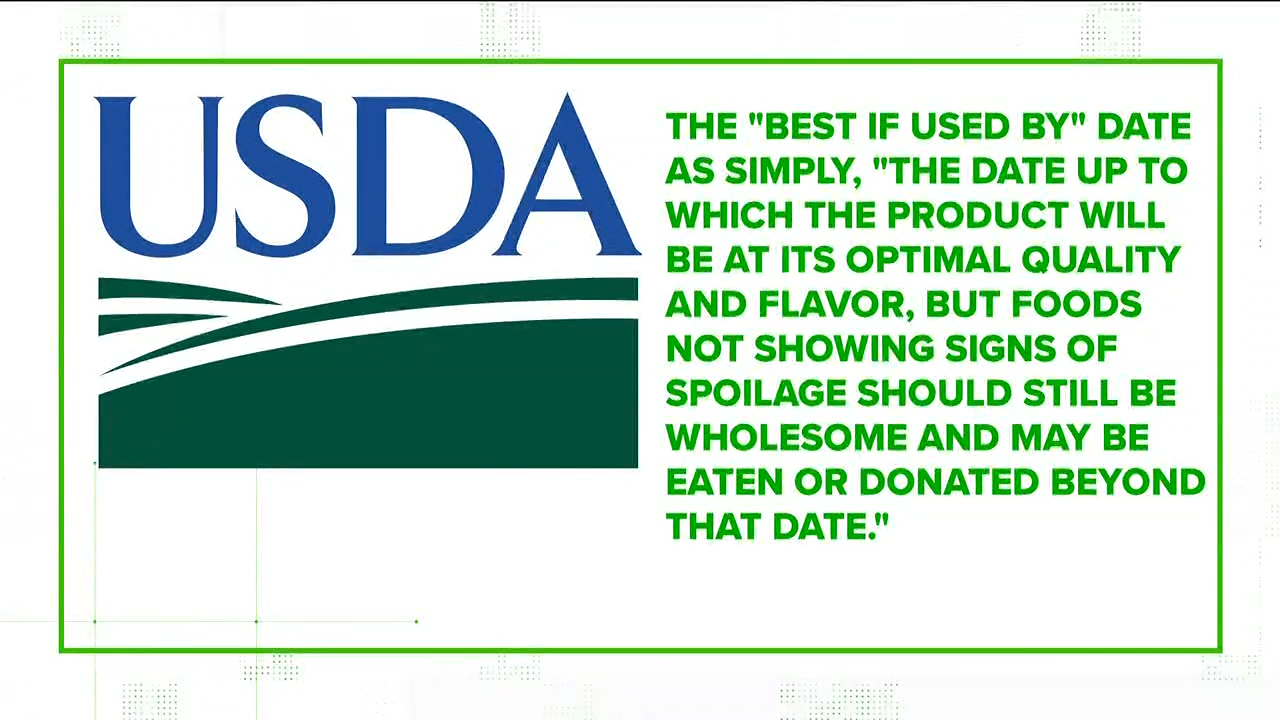 USDA
THE "BEST IF USED BY" DATE
AS SIMPLY, "THE DATE UP TO
WHICH THE PRODUCT WILL
BE AT ITS OPTIMAL QUALITY
AND FLAVOR, BUT FOODS
NOT SHOWING SIGNS OF
SPOILAGE SHOULD STILL BE
WHOLESOME AND MAY BE
EATEN OR DONATED BEYOND
THAT DATE."